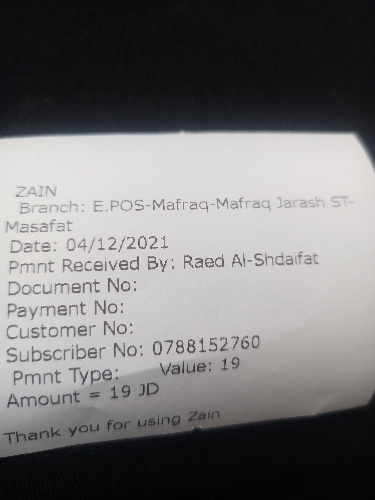 ZAIN
Branch: E.POS-Mafraq-Mafraq Jarash ST-
Masafat
Date: 04/12/2021
Pmnt Received By: Raed Al-Shdaifat
Document No:
Payment No:
Customer No:
Subscriber No: 0788152760
Pmnt Type: Value: 19
Amount = 19 JD
Thank you for using Zain